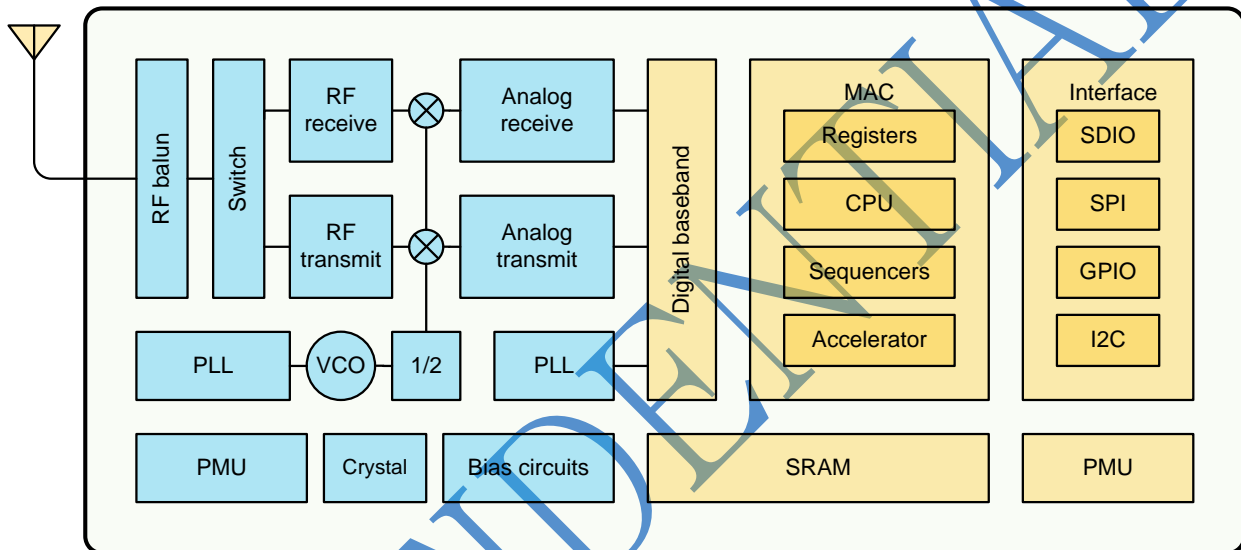 RF balun
Switch
RF
receive
Analog
receive
RF
transmit
Analog
transmit
PLL
VCO
1/2
PLL
Digital baseband
MAC
Registers
CPU
Sequencers
Accelerator
Interface
SDIO
SPI
GPIO
I2C
PMU
Crystal
Bias circuits
SRAM
PMU